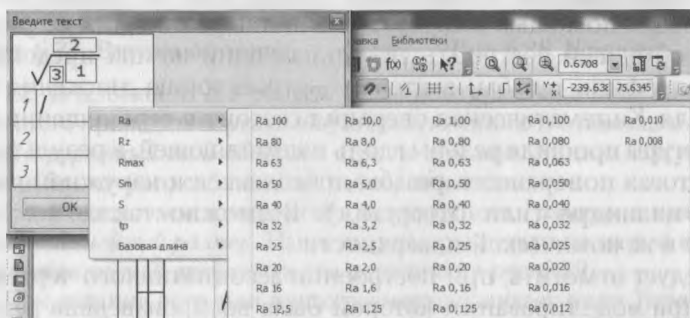 Введите текст
2
3 1
1
2
3
OK
Библиотеки
f(x)
0.6708
-239.638 75.6345
Ra
Rz
Rmax
Sm
S
tp
Базовая длина
Ra 100 Ra 10,0 Ra 1,00 Ra 0,100 Ra 0,010
Ra 80 Ra 8,0 Ra 0,80 Ra 0,080 Ra 0,008
Ra 63 Ra 6,3 Ra 0,63 Ra 0,063
Ra 50 Ra 5,0 Ra 0,50 Ra 0,050
Ra 40 Ra 4,0 Ra 0,40 Ra 0,040
Ra 32 Ra 3,2 Ra 0,32 Ra 0,032
Ra 25 Ra 2,5 Ra 0,25 Ra 0,025
Ra 20 Ra 2,0 Ra 0,20 Ra 0,020
Ra 16 Ra 1,6 Ra 0,16 Ra 0,016
Ra 12,5 Ra 1,25 Ra 0,125 Ra 0,012